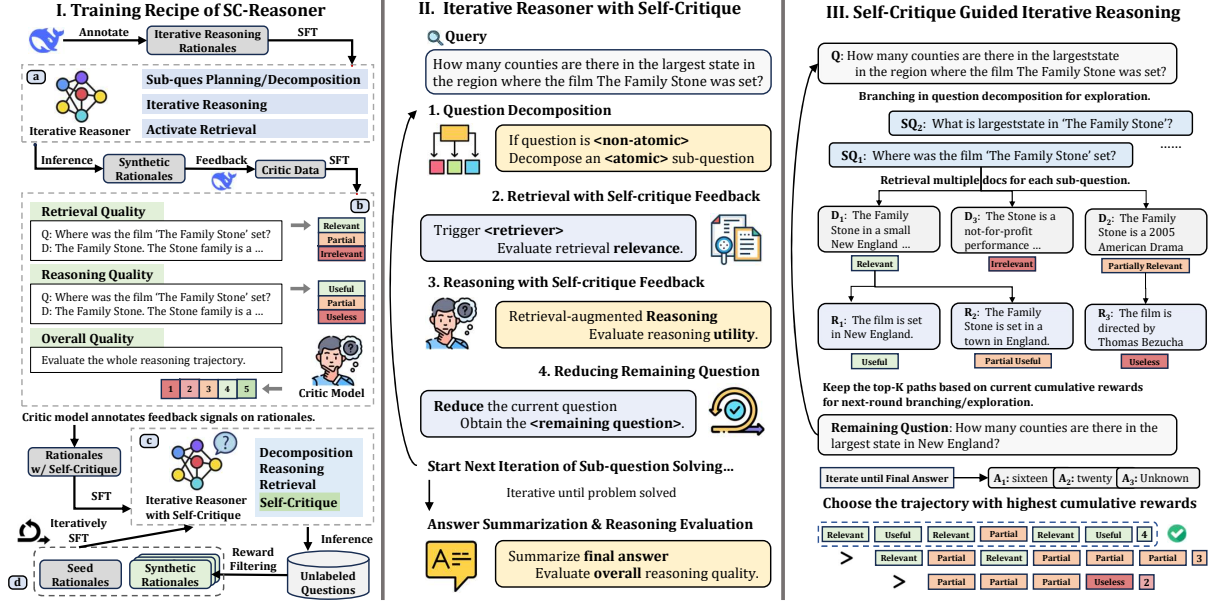 I. Training Recipe of SC-Reasoner
Annotate
Iterative Reasoning
Rationales
SFT
a
Iterative Reasoner
Sub-ques Planning/Decomposition
Iterative Reasoning
Activate Retrieval
Inference
Synthetic
Rationales
Feedback
Critic Data
SFT
b
Retrieval Quality
Q: Where was the film 'The Family Stone' set?
D: The Family Stone. The Stone family is a ...
Relevant
Partial
Irrelevant
Reasoning Quality
Q: Where was the film 'The Family Stone' set?
D: The Family Stone. The Stone family is a ...
Useful
Partial
Useless
Overall Quality
Evaluate the whole reasoning trajectory.
1 2 3 4 5
Critic Model
Critic model annotates feedback signals on rationales.
Rationales
w/ Self-Critique
SFT
c
?
Iterative Reasoner
with Self-Critique
Decomposition
Reasoning
Retrieval
Self-Critique
Iteratively
SFT
Inference
d
Seed
Rationales
Synthetic
Rationales
Reward
Filtering
Unlabeled
Questions
II. Iterative Reasoner with Self-Critique
Query
How many counties are there in the largest state in
the region where the film The Family Stone was set?
1. Question Decomposition
If question is <non-atomic>
Decompose an <atomic> sub-question
2. Retrieval with Self-critique Feedback
Trigger <retriever>
Evaluate retrieval relevance.
3. Reasoning with Self-critique Feedback
?
Retrieval-augmented Reasoning
Evaluate reasoning utility.
4. Reducing Remaining Question
Reduce the current question
Obtain the <remaining question>.
Start Next Iteration of Sub-question Solving...
Iterative until problem solved
Answer Summarization & Reasoning Evaluation
A=
Summarize final answer
Evaluate overall reasoning quality.
III. Self-Critique Guided Iterative Reasoning
Q: How many counties are there in the largeststate
in the region where the film The Family Stone was set?
Branching in question decomposition for exploration.
SQ2: What is largeststate in 'The Family Stone'?
SQ1: Where was the film 'The Family Stone' set?
......
Retrieval multiple docs for each sub-question.
D1: The Family
Stone in a small
New England ...
Relevant
D3: The Stone is a
not-for-profit
performance ...
Irrelevant
D2: The Family
Stone is a 2005
American Drama
Partially Relevant
R1: The film is set
in New England.
Useful
R2: The Family
Stone is set in a
town in England.
Partial Useful
R3: The film is
directed by
Thomas Bezucha
Useless
Keep the top-K paths based on current cumulative rewards
for next-round branching/exploration.
Remaining Qustion: How many counties are there in the
largest state in New England?
Iterate until Final Answer
A1: sixteen
A2: twenty
A3: Unknown
Choose the trajectory with highest cumulative rewards
Relevant Useful Relevant Partial Relevant Useful 4
> Relevant Partial Relevant Partial Partial Partial 3
> Partial Partial Partial Useless 2